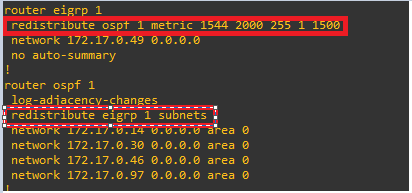 router eigrp 1
redistribute ospf 1 metric 1544 2000 255 1 1500
network 172.17.0.49 0.0.0.0
no auto-summary
!
router ospf 1
log-adjacency-changes
redistribute eigrp 1 subnets
network 172.17.0.14 0.0.0.0 area 0
network 172.17.0.30 0.0.0.0 area 0
network 172.17.0.46 0.0.0.0 area 0
network 172.17.0.97 0.0.0.0 area 0
!